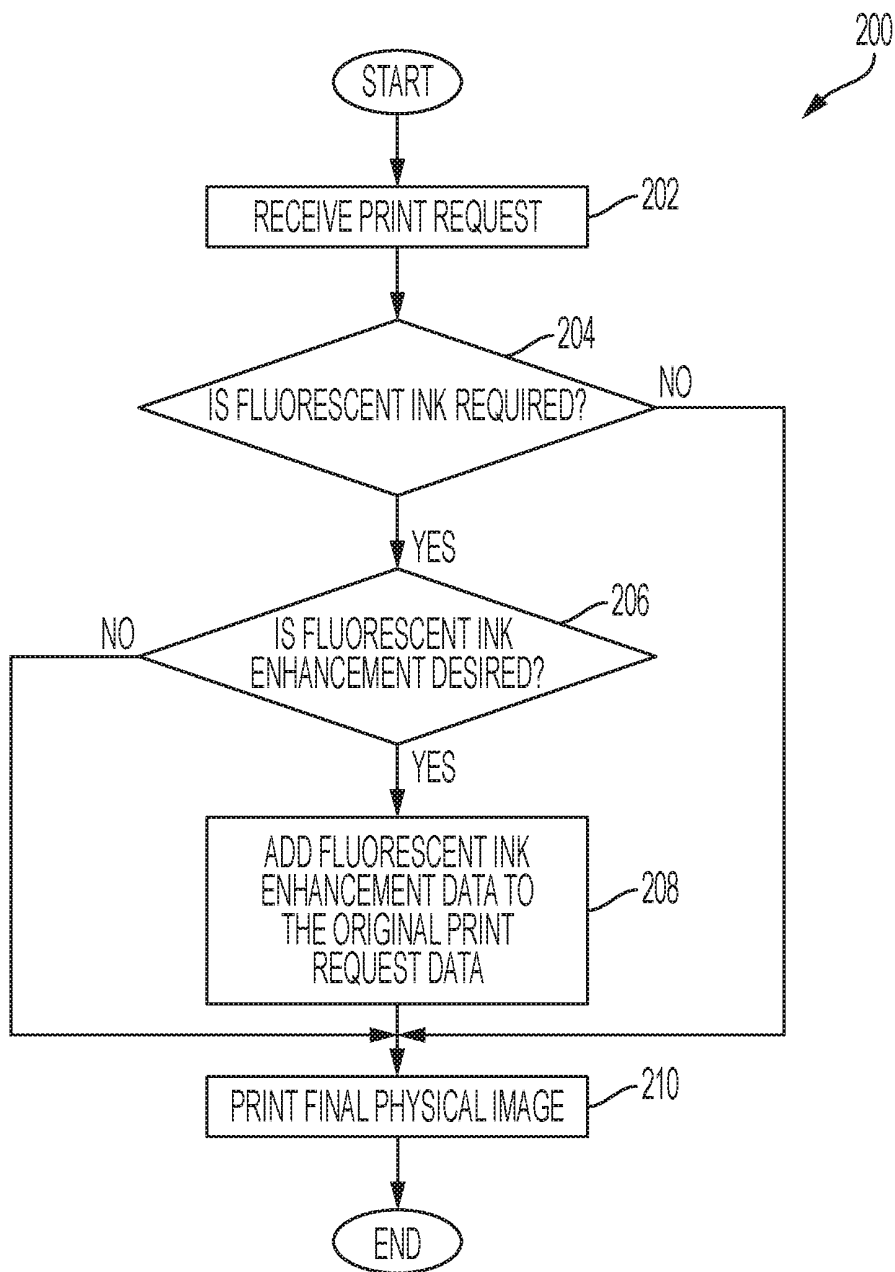 200
START
RECEIVE PRINT REQUEST
202
204
IS FLUORESCENT INK REQUIRED?
NO
YES
206
NO
IS FLUORESCENT INK
ENHANCEMENT DESIRED?
YES
ADD FLUORESCENT INK
ENHANCEMENT DATA TO
THE ORIGINAL PRINT
REQUEST DATA
208
PRINT FINAL PHYSICAL IMAGE
210
END